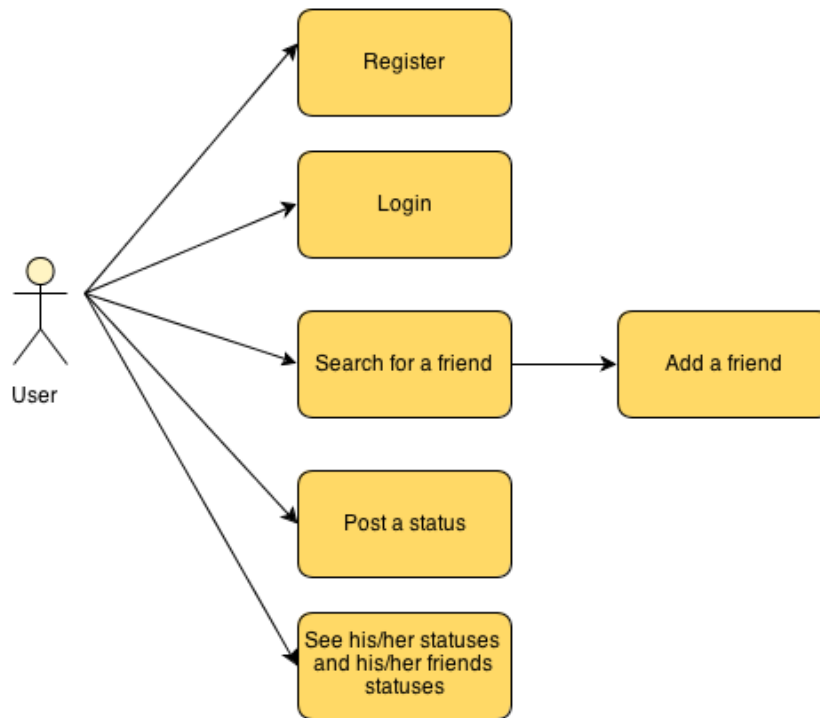 Register
Login
User
Search for a friend
Add a friend
Post a status
See his/her statuses
and his/her friends
statuses